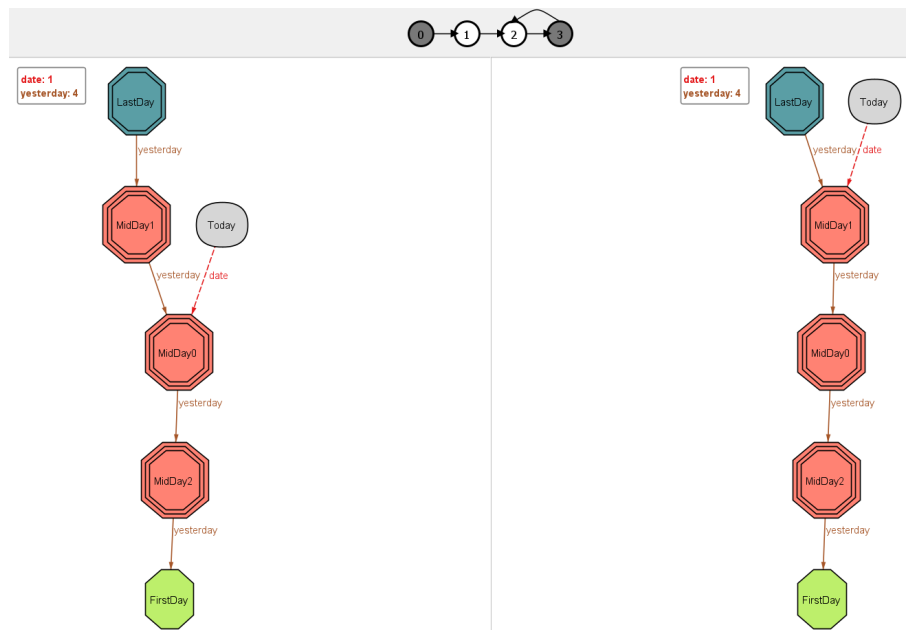 0 1 2 3
date: 1
yesterday: 4
LastDay
yesterday
MidDay1
Today
yesterday
date
MidDay0
yesterday
MidDay2
yesterday
FirstDay
date: 1
yesterday: 4
LastDay
Today
yesterday
date
MidDay1
yesterday
MidDay0
yesterday
MidDay2
yesterday
FirstDay